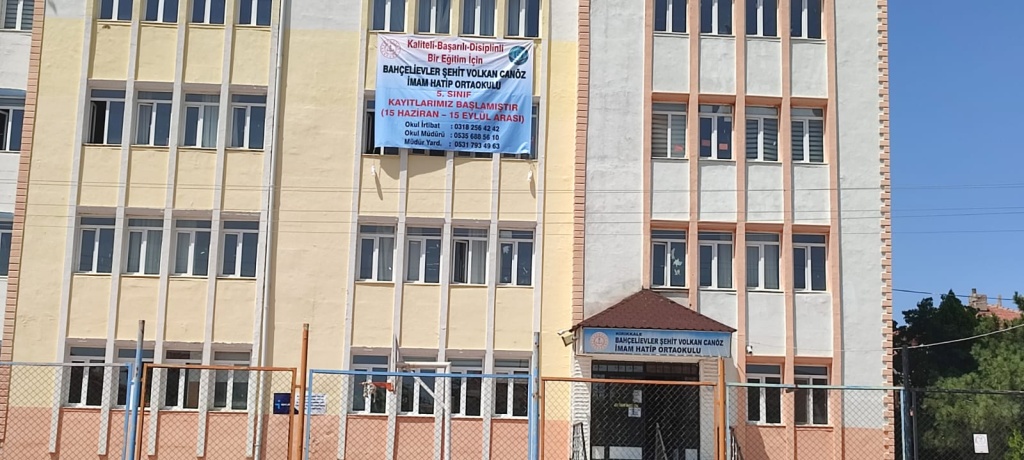 Kaliteli-Başarılı-Disiplinli
Bir Eğitim İçin
BAHÇELİEVLER ŞEHİT VOLKAN CANÖZ
İMAM HATİP ORTAOKULU
5. SINIF
KAYITLARIMIZ BAŞLAMIŞTIR
(15 HAZİRAN - 15 EYLÜL ARASI)
Okul İrtibat : 0318 256 42 42
Okul Müdürü : 0535 688 56 10
Müdür Yard. : 0531 793 49 63
KIRIKKALE
BAHÇELİEVLER ŞEHİT VOLKAN CANÖZ
İMAM HATİP ORTAOKULU